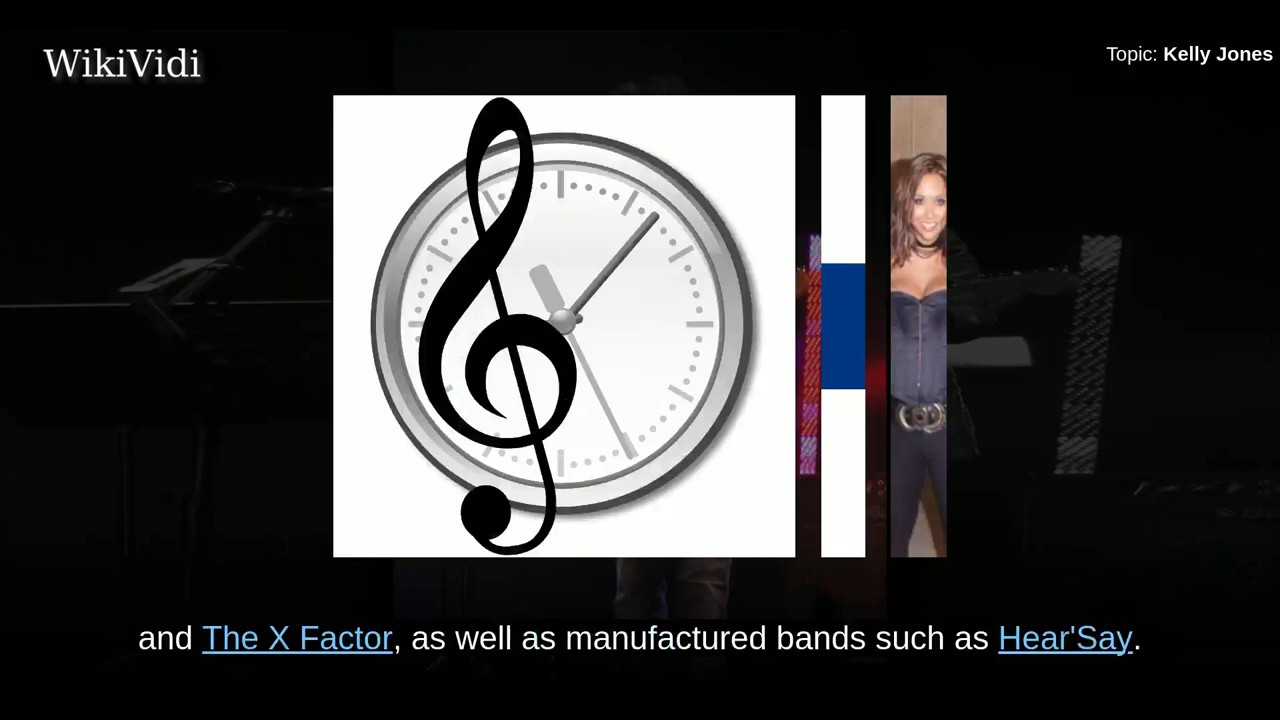 WikiVidi
Topic: Kelly Jones
and The X Factor, as well as manufactured bands such as Hear'Say.